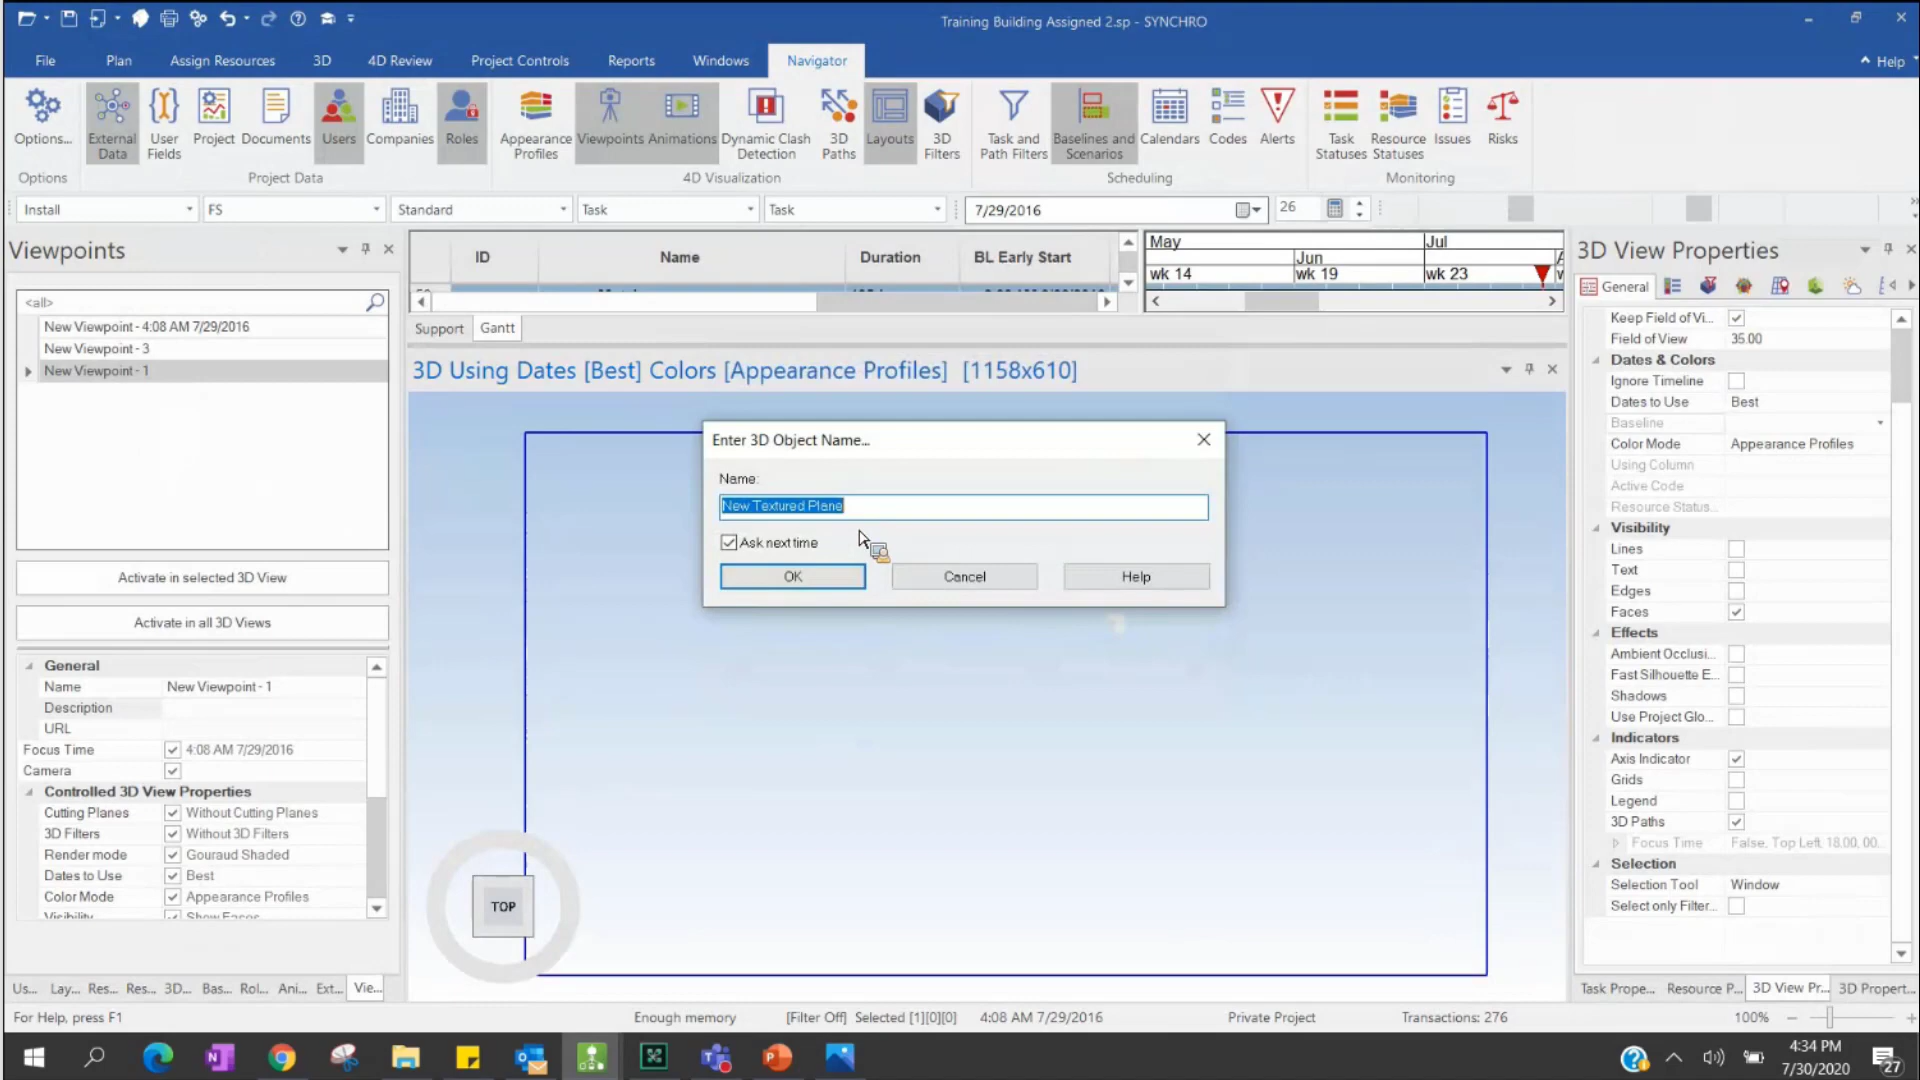 Training Building Assigned 2.sp - SYNCHRO
File Plan Assign Resources 3D 4D Review Project Controls Reports Windows Navigator Help
Options... External Data User Fields Project Documents Users Companies Roles Appearance Profiles Viewpoints Animations Dynamic Clash Detection 3D Paths Layouts 3D Filters Task and Path Filters Baselines and Scenarios Calendars Codes Alerts Task Statuses Resource Statuses Issues Risks
Options Project Data 4D Visualization Scheduling Monitoring
Install FS Standard Task Task 7/29/2016 26
Viewpoints
<all>
New Viewpoint - 4:08 AM 7/29/2016
New Viewpoint - 3
New Viewpoint - 1
Activate in selected 3D View
Activate in all 3D Views
General
Name New Viewpoint - 1
Description
URL
Focus Time 4:08 AM 7/29/2016
Camera
Controlled 3D View Properties
Cutting Planes Without Cutting Planes
3D Filters Without 3D Filters
Render mode Gouraud Shaded
Dates to Use Best
Color Mode Appearance Profiles
Visibility Show Faces
Us... Lay... Res... Res... 3D... Bas... Rol... Ani... Ext... Vie...
ID Name Duration BL Early Start
May Jun Jul
wk 14 wk 19 wk 23
Support Gantt
3D Using Dates [Best] Colors [Appearance Profiles] [1158x610]
Enter 3D Object Name...
Name:
New Textured Plane
Ask next time
OK Cancel Help
TOP
3D View Properties
General
Keep Field of Vi...
Field of View 35.00
Dates & Colors
Ignore Timeline
Dates to Use Best
Baseline
Color Mode Appearance Profiles
Using Column
Active Code
Resource Status...
Visibility
Lines
Text
Edges
Faces
Effects
Ambient Occlusi...
Fast Silhouette E...
Shadows
Use Project Glo...
Indicators
Axis Indicator
Grids
Legend
3D Paths
Focus Time False, Top Left, 18.00, 00...
Selection
Selection Tool Window
Select only Filter...
Task Prope... Resource P... 3D View Pr... 3D Propert...
For Help, press F1 Enough memory [Filter Off] Selected [1][0][0] 4:08 AM 7/29/2016 Private Project Transactions: 276 100%
4:34 PM
7/30/2020
27